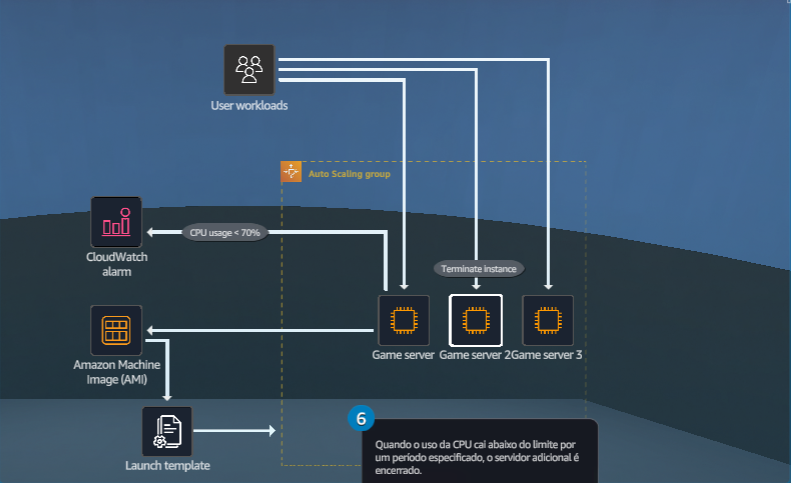 User workloads
Auto Scaling group
CPU usage < 70%
CloudWatch
alarm
Terminate instance
Game server
Game server 2
Game server 3
Amazon Machine
Image (AMI)
Launch template
6
Quando o uso da CPU cai abaixo do limite por
um período especificado, o servidor adicional é
encerrado.